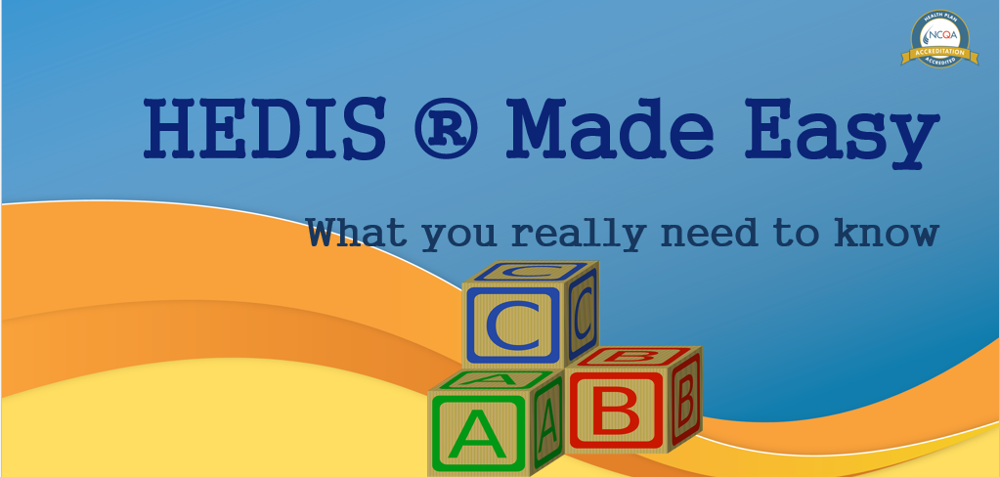 HEALTH PLAN
NCQA
ACCREDITATION
ACCREDITED
HEDIS ® Made Easy
What you really need to know
C
C
C
B
A
B
B
A
A